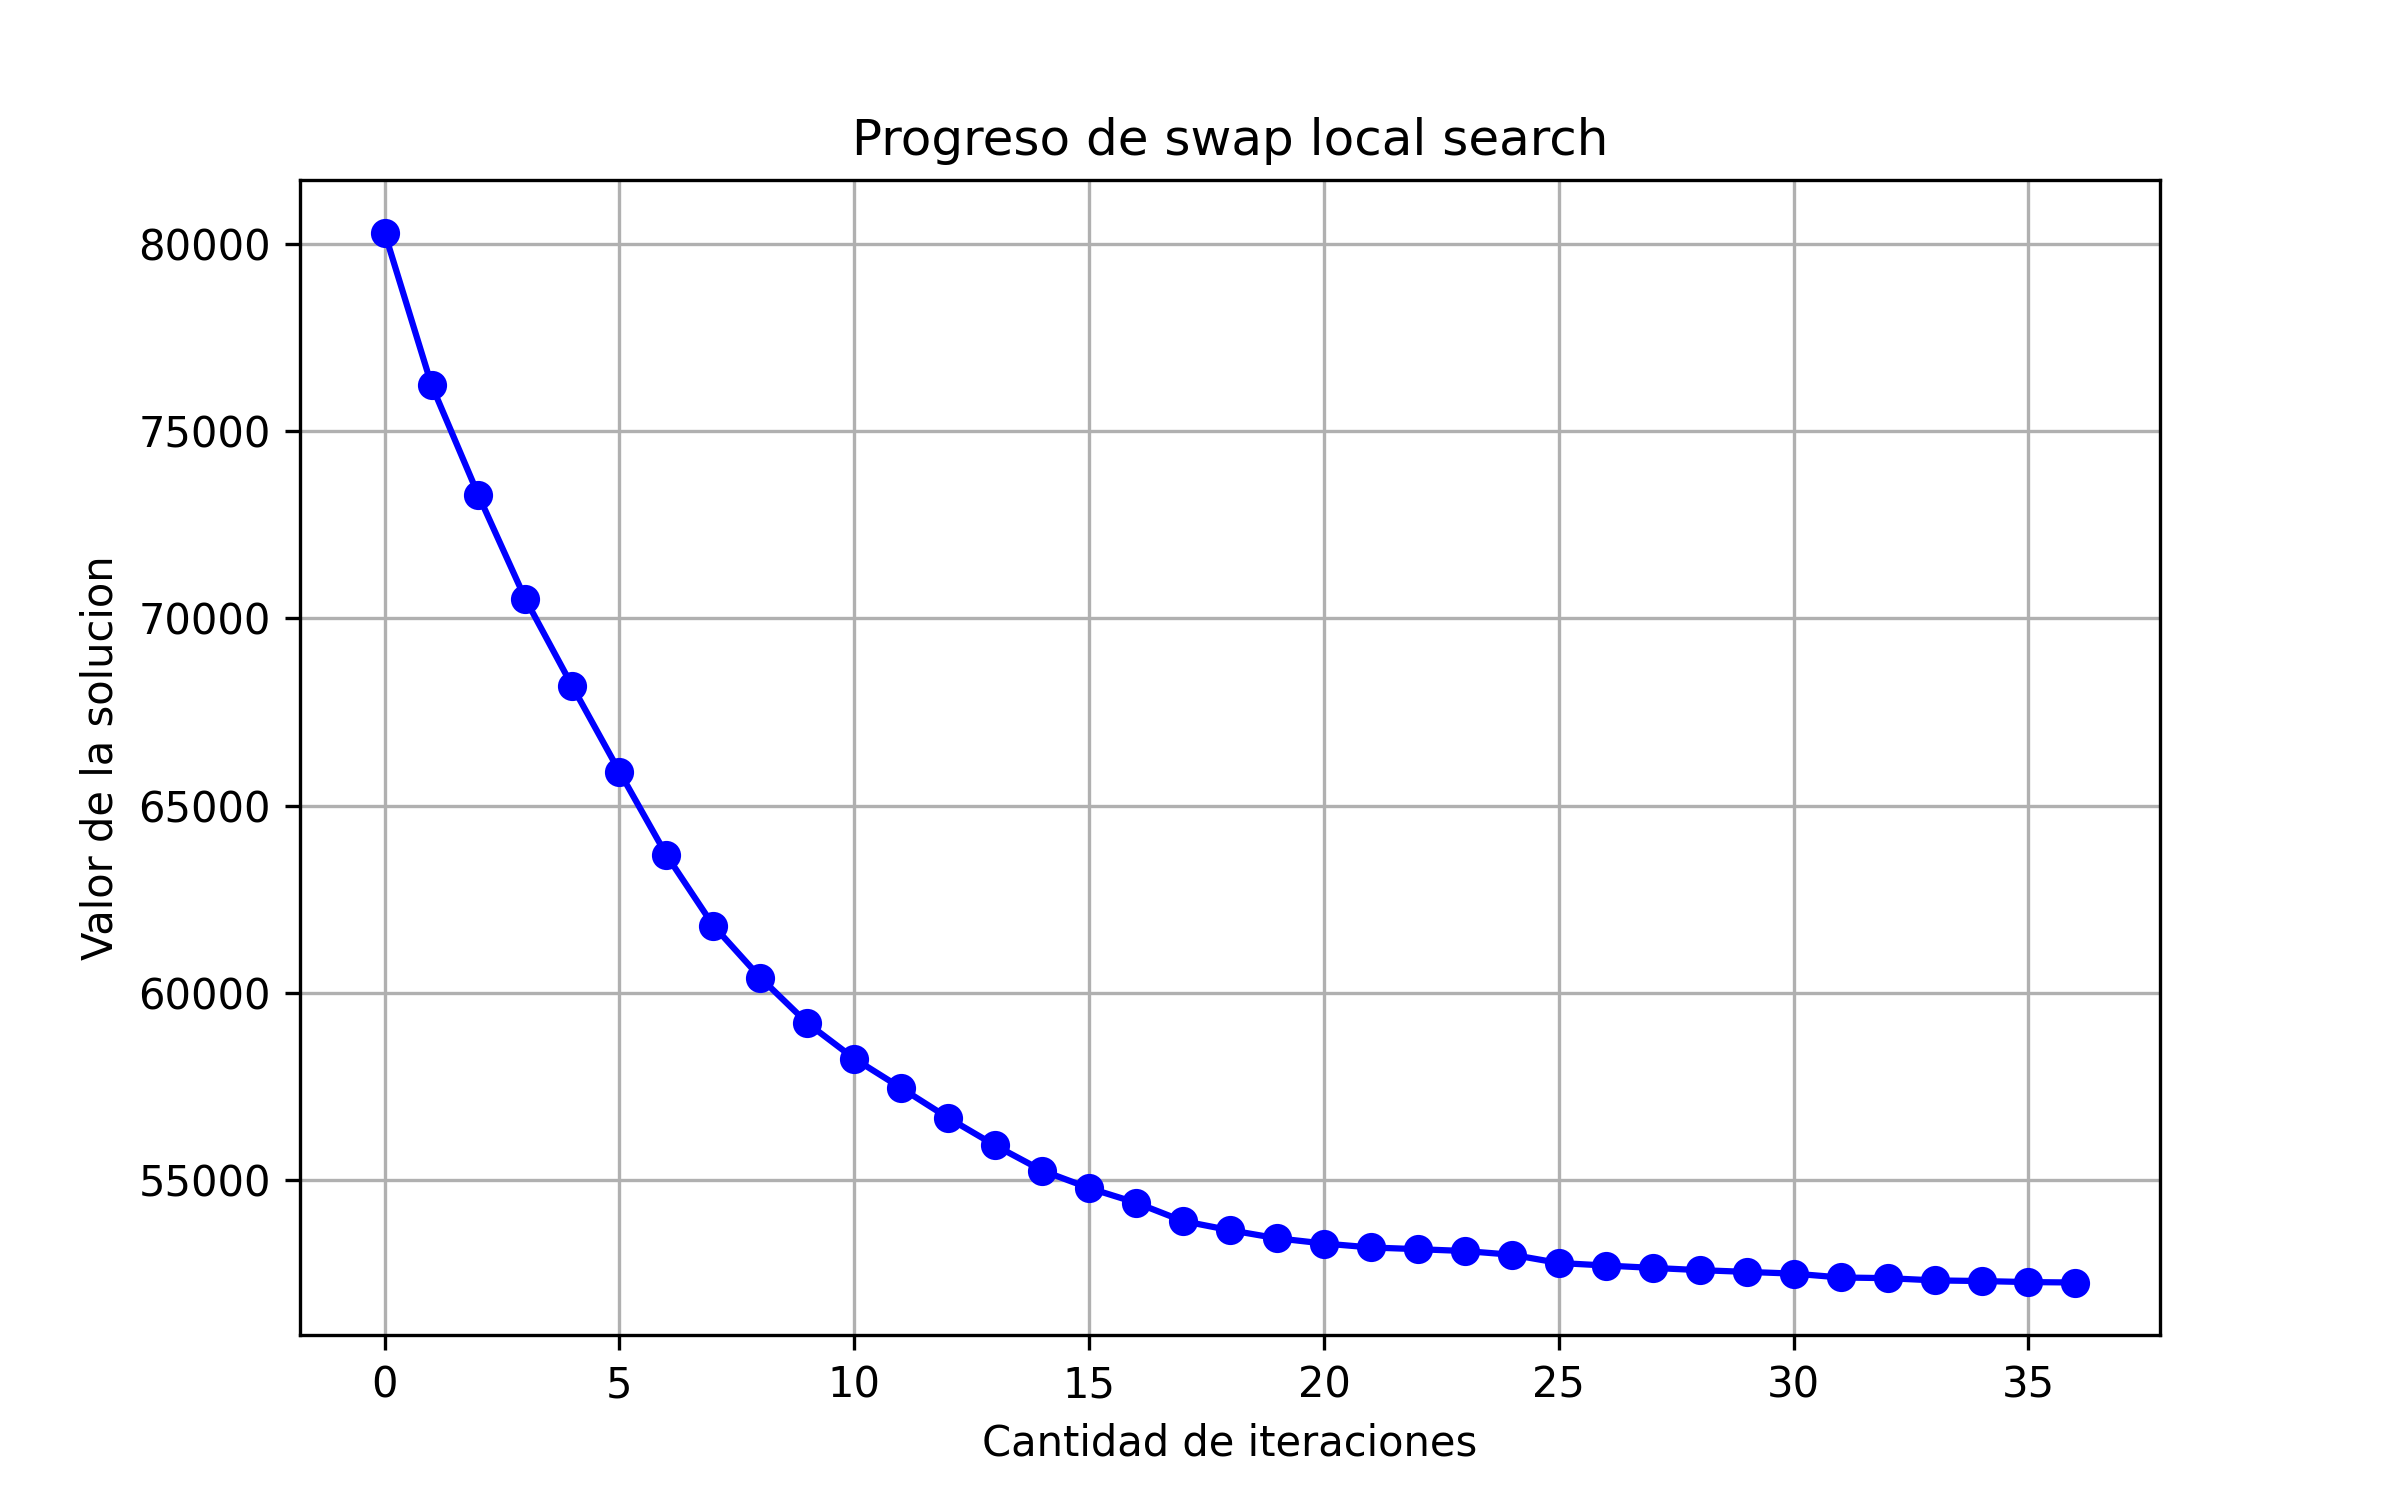 Progreso de swap local search
80000
75000
70000
65000
60000
55000
Valor de la solucion
0 5 10 15 20 25 30 35
Cantidad de iteraciones